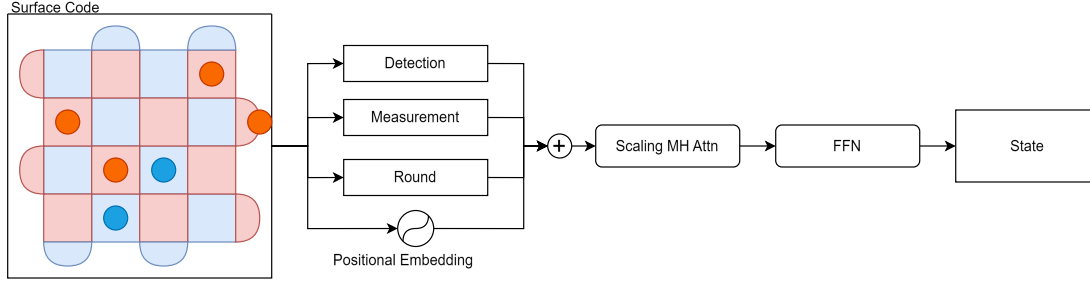 Surface Code
Detection
Measurement
Round
Positional Embedding
Scaling MH Attn
FFN
State